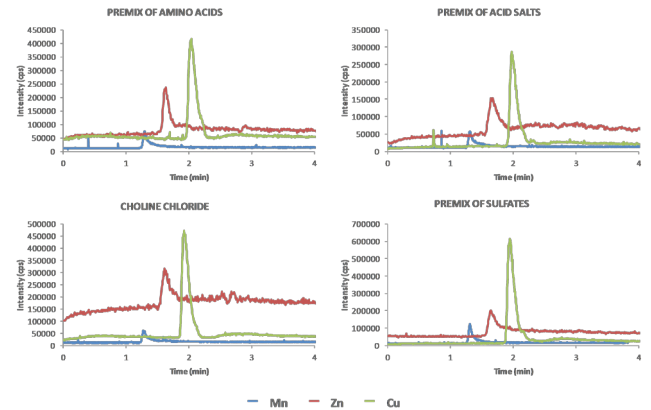 PREMIX OF AMINO ACIDS
Intensity (cps)
450000
400000
350000
300000
250000
200000
150000
100000
50000
0
0 1 2 3 4
Time (min)
PREMIX OF ACID SALTS
Intensity (cps)
350000
300000
250000
200000
150000
100000
50000
0
0 1 2 3 4
Time (min)
CHOLINE CHLORIDE
Intensity (cps)
500000
450000
400000
350000
300000
250000
200000
150000
100000
50000
0
0 1 2 3 4
Time (min)
PREMIX OF SULFATES
Intensity (cps)
700000
600000
500000
400000
300000
200000
100000
0
0 1 2 3 4
Time (min)
Mn Zn Cu